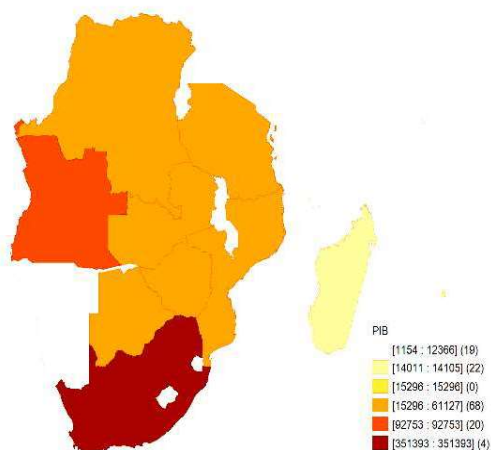 PIB
[1154 : 12366] (19)
[14011 : 14105] (22)
[15296 : 15296] (0)
[15296 : 61127] (68)
[92753 : 92753] (20)
[351393 : 351393] (4)